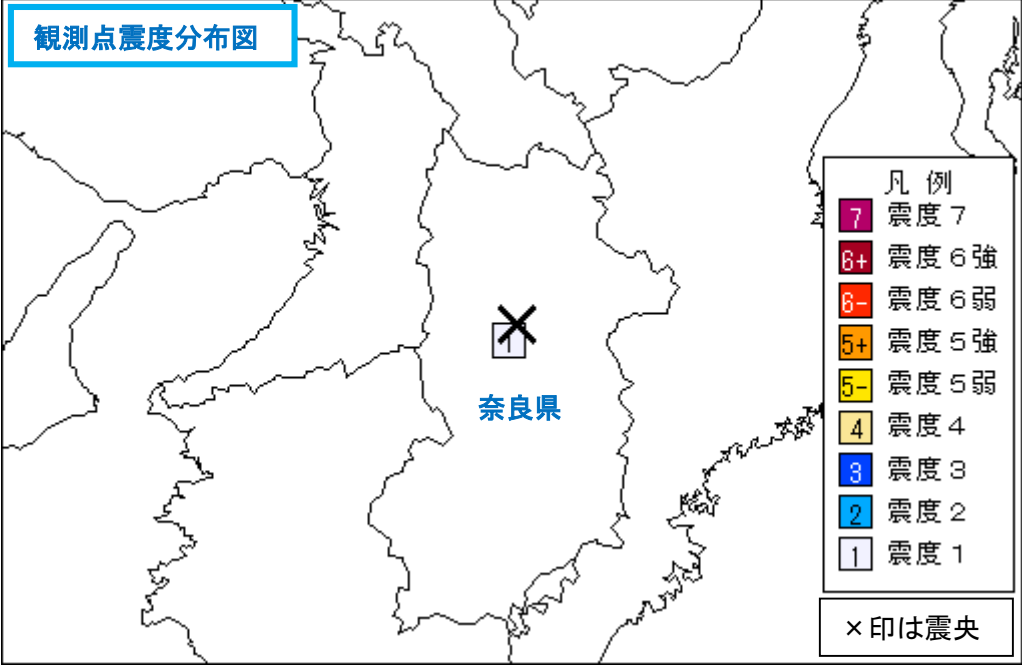 観測点震度分布図
凡 例
7 震度７
6+ 震度６強
6- 震度６弱
5+ 震度５強
5- 震度５弱
4 震度４
3 震度３
2 震度２
1 震度１
1
奈良県
×印は震央